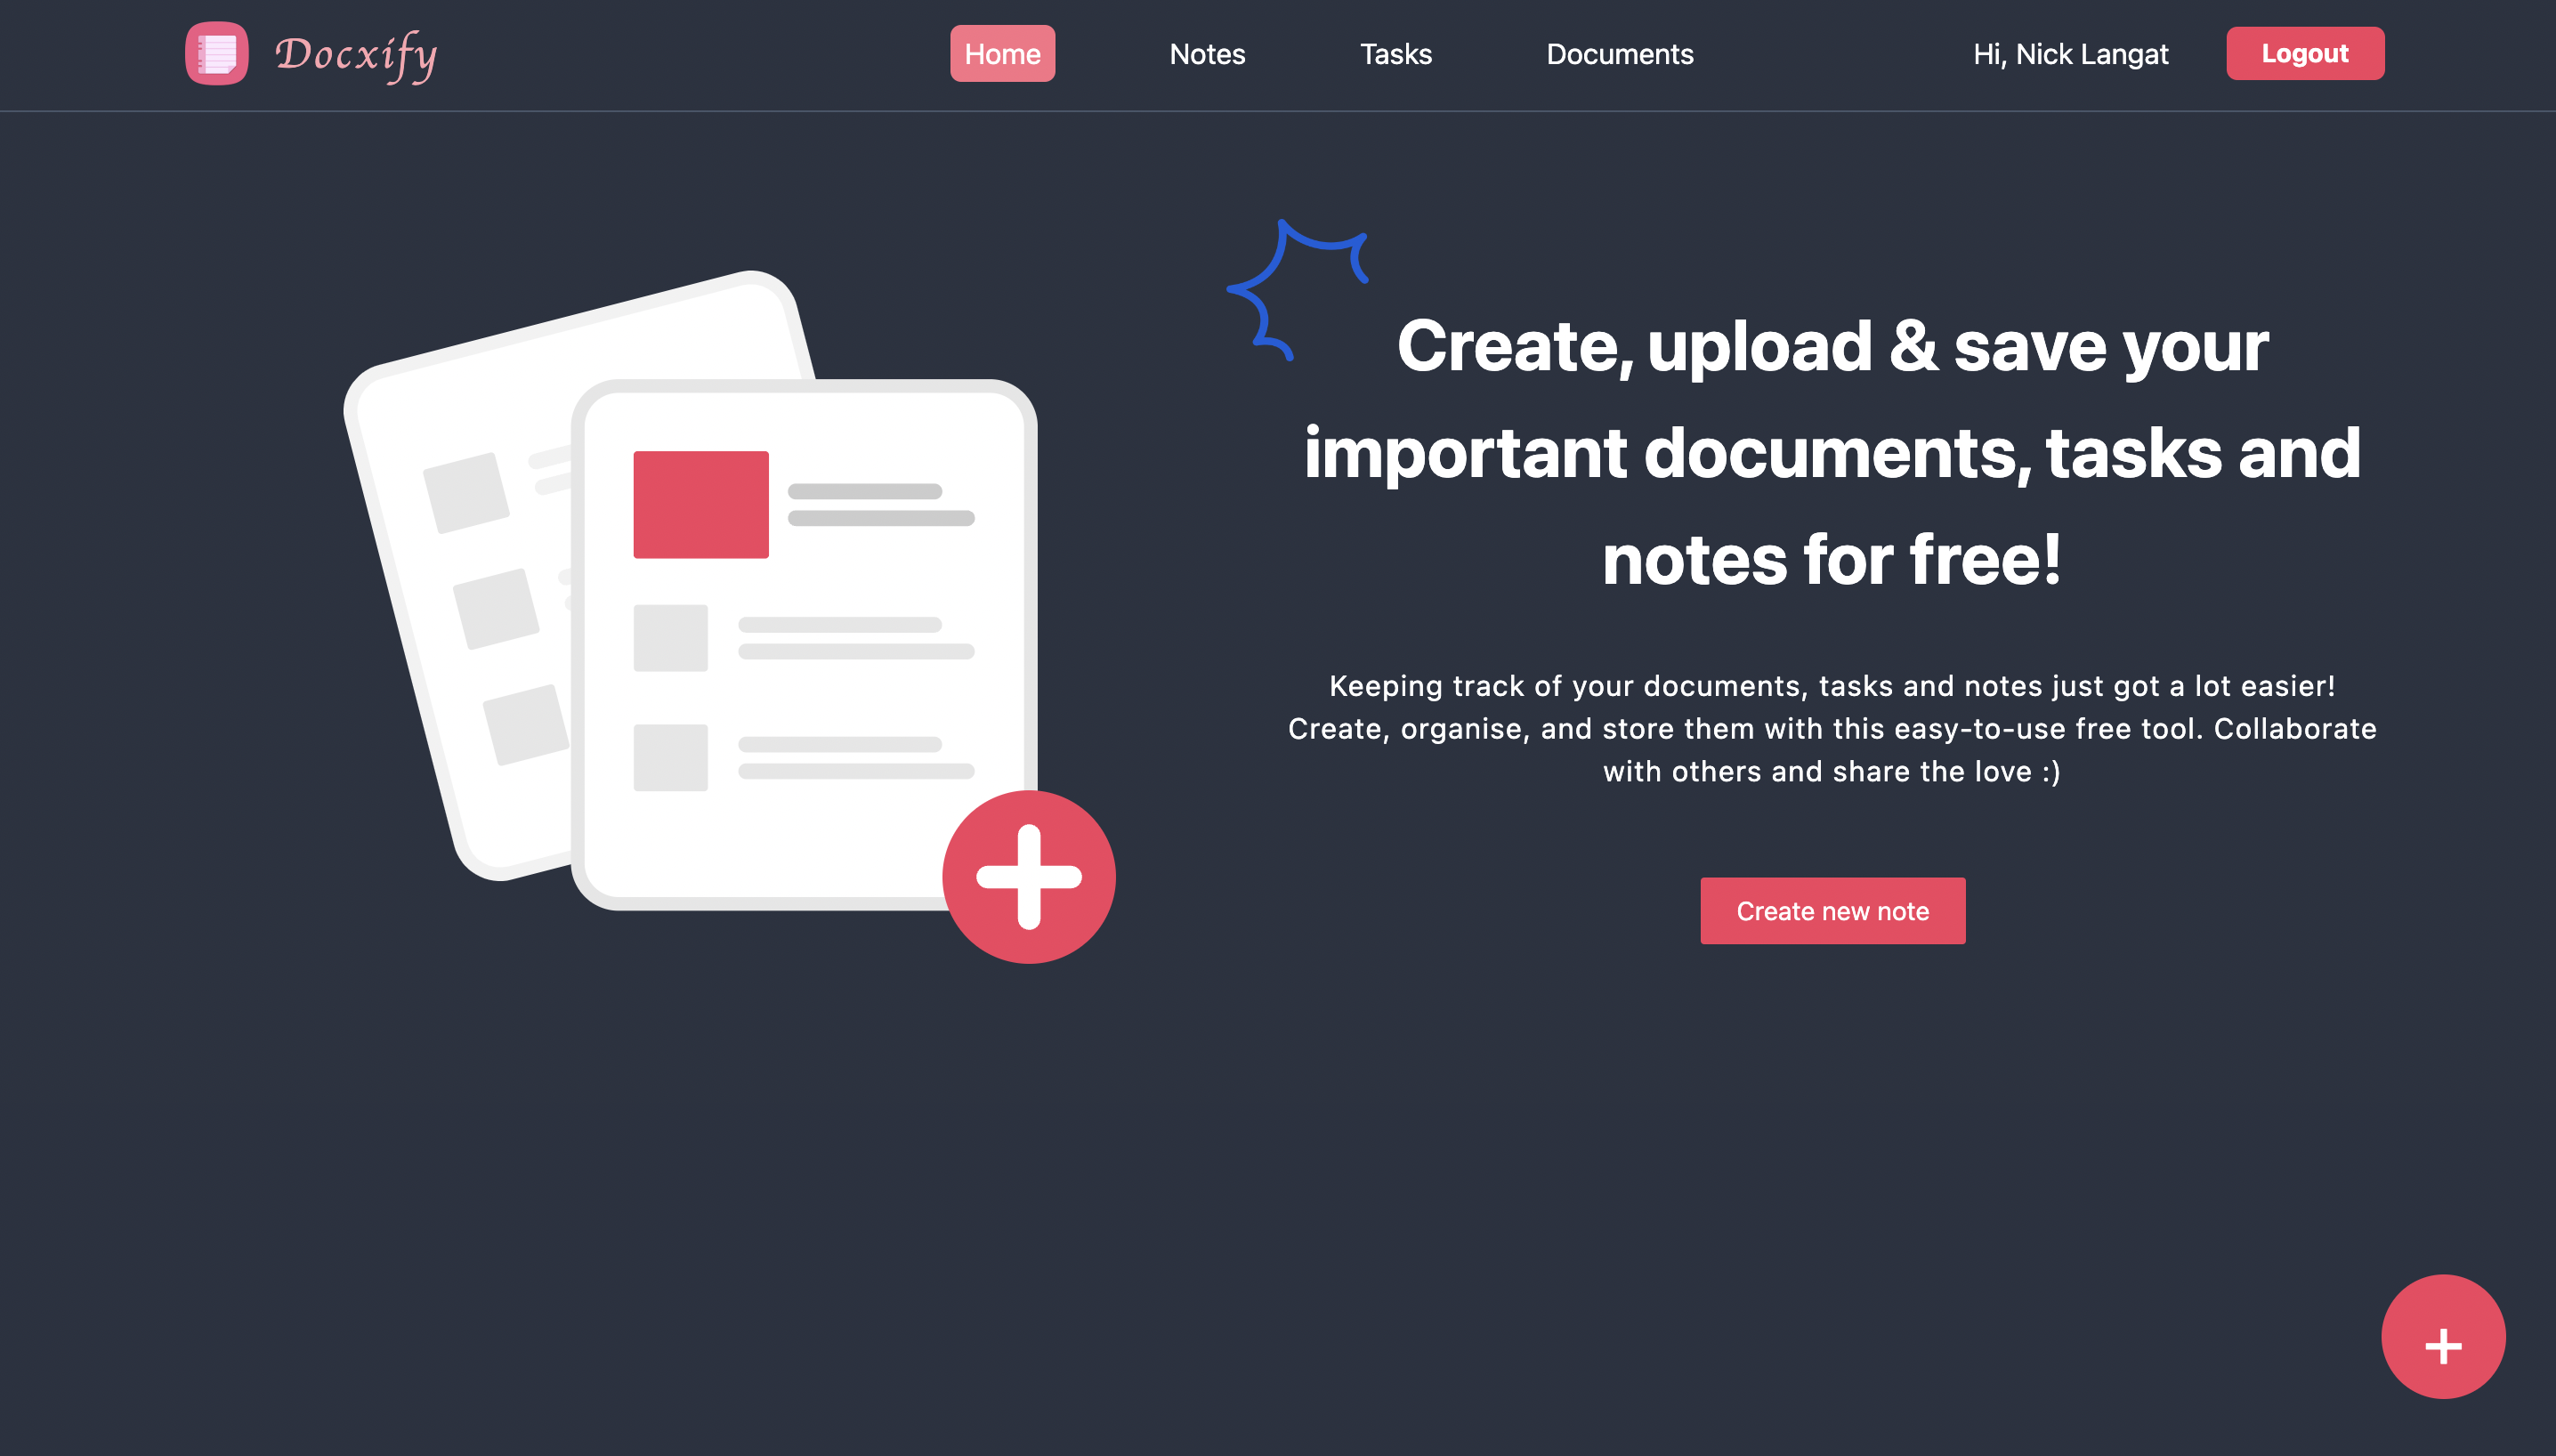 Docxify
Home
Notes
Tasks
Documents
Hi, Nick Langat
Logout
Create, upload & save your
important documents, tasks and
notes for free!
Keeping track of your documents, tasks and notes just got a lot easier!
Create, organise, and store them with this easy-to-use free tool. Collaborate
with others and share the love :)
Create new note
+